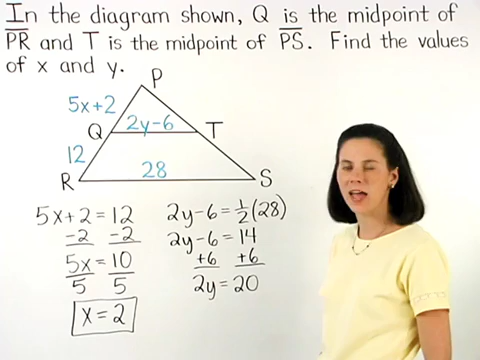 In the diagram shown, Q is the midpoint of
PR and T is the midpoint of PS. Find the values
of x and y.
P
5x+2
Q 2y-6 T
12
28
R S
5x+2=12 2y-6=½(28)
-2 -2 2y-6=14
5x=10 +6 +6
5 5 2y=20
x=2